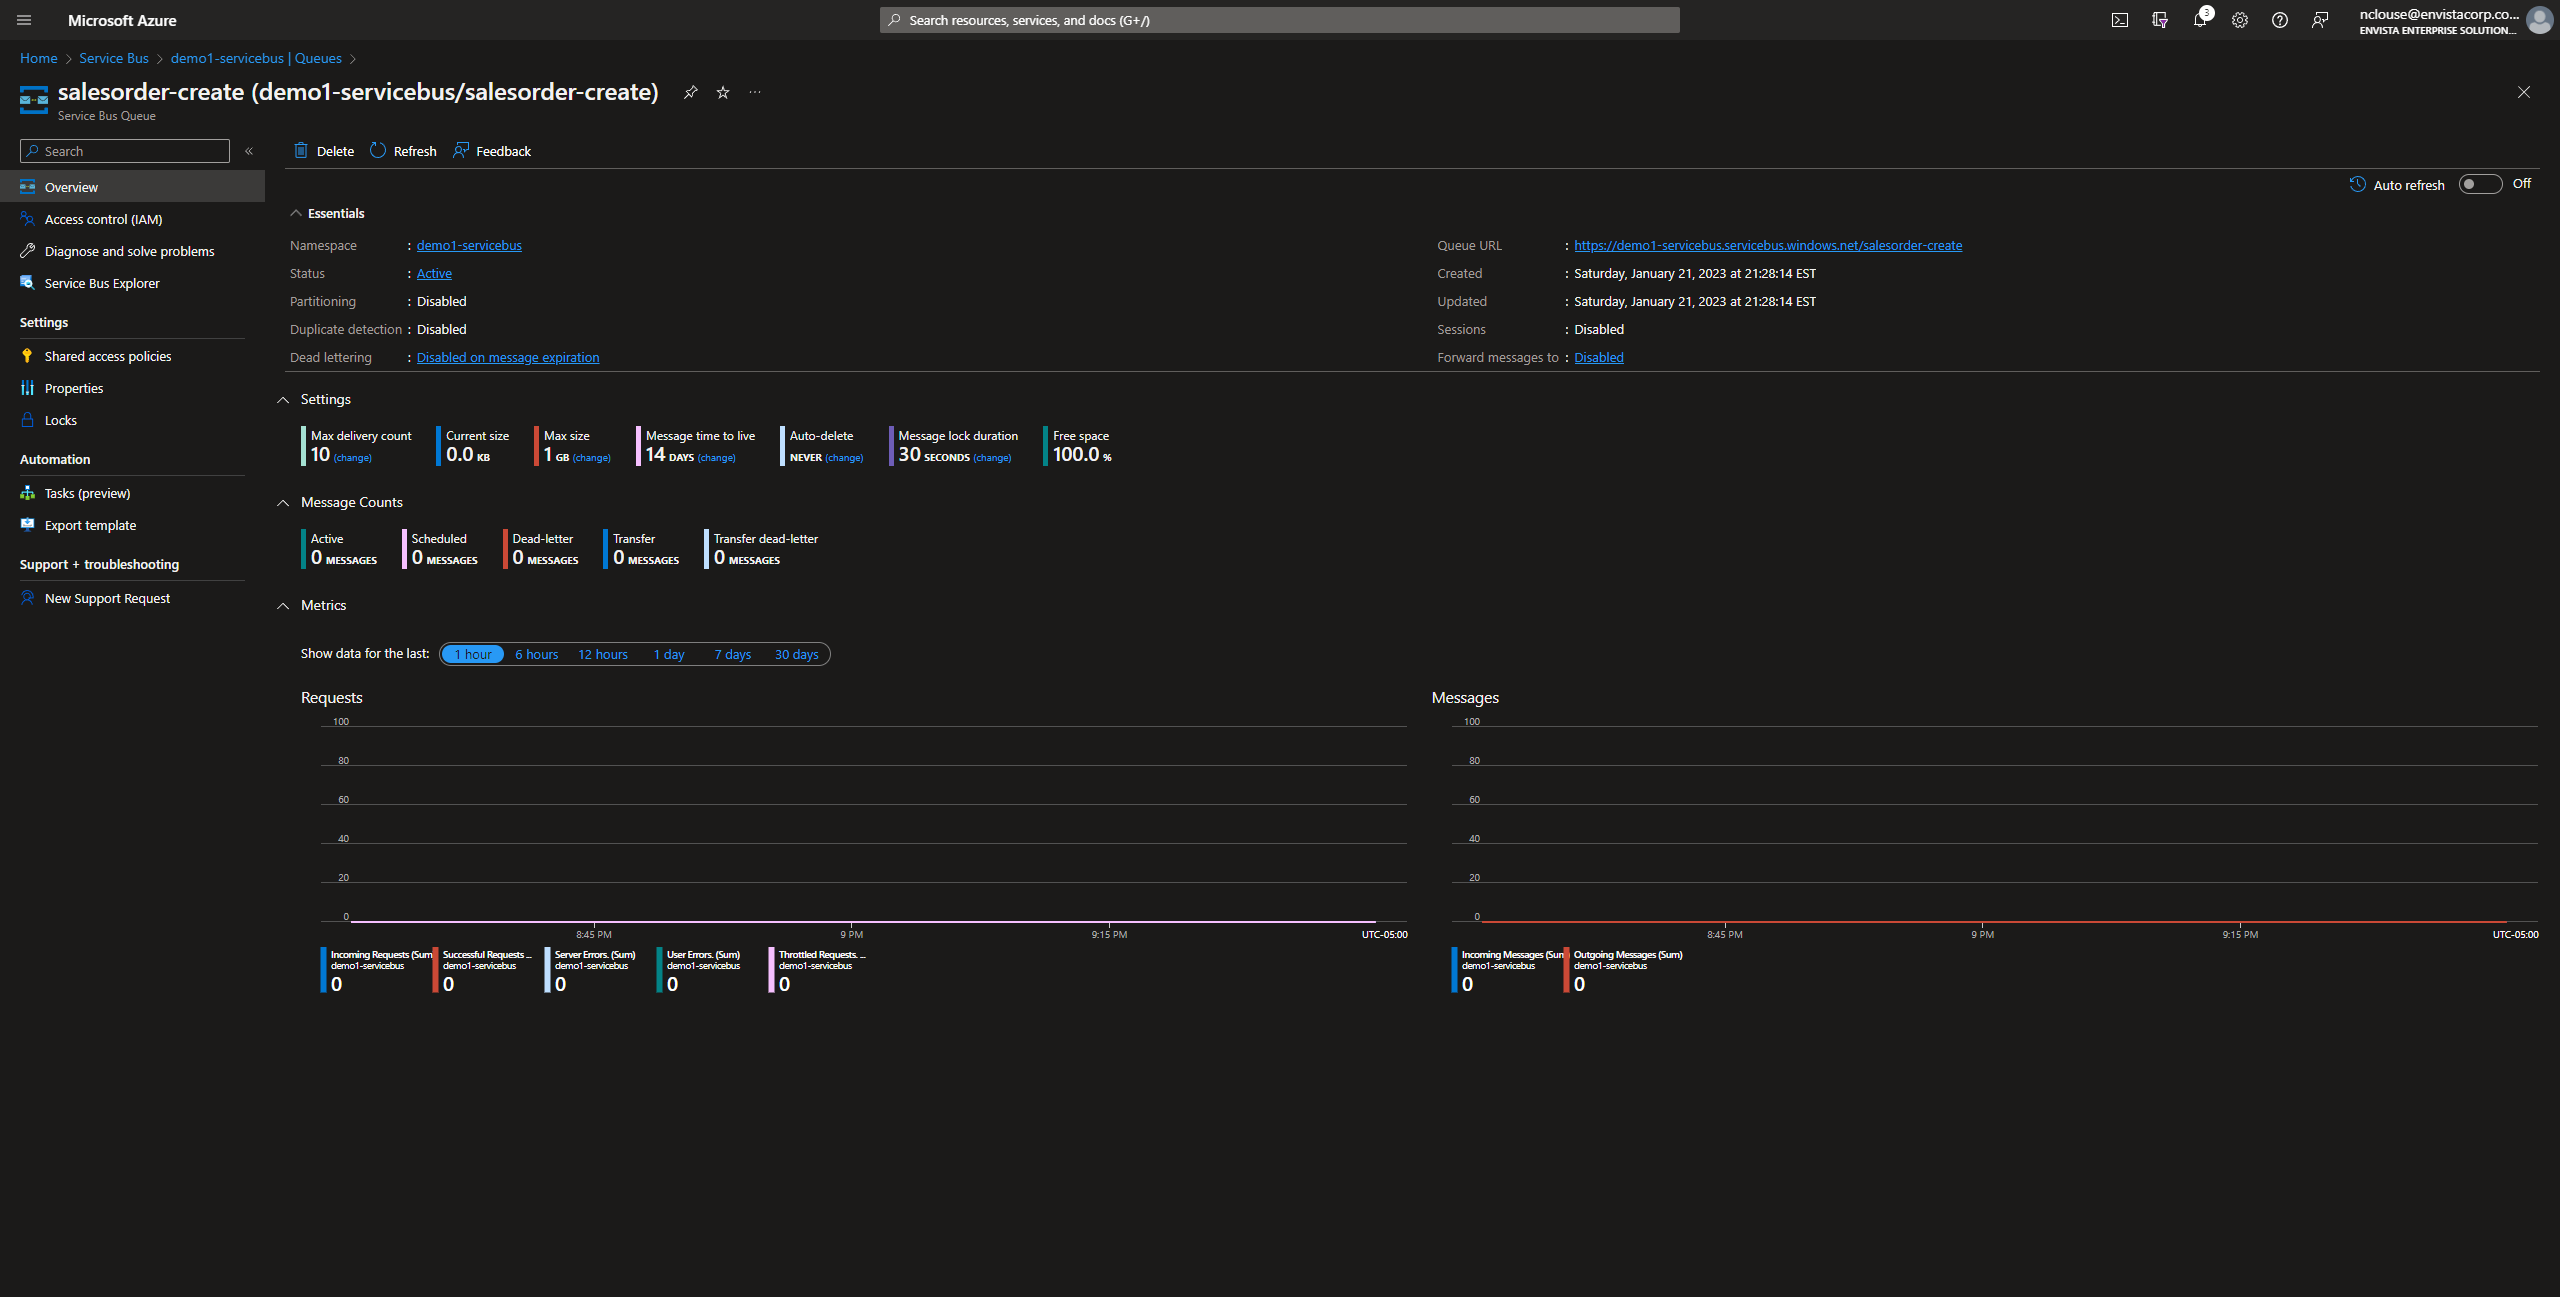 Microsoft Azure
Search resources, services, and docs (G+/)
3
nclouse@envistacorp.co...
ENVISTA ENTERPRISE SOLUTION...
Home > Service Bus > demo1-servicebus | Queues >
salesorder-create (demo1-servicebus/salesorder-create)
Service Bus Queue
Search
Delete Refresh Feedback
Auto refresh Off
Overview
Access control (IAM)
Diagnose and solve problems
Service Bus Explorer
Settings
Shared access policies
Properties
Locks
Automation
Tasks (preview)
Export template
Support + troubleshooting
New Support Request
Essentials
Namespace : demo1-servicebus
Status : Active
Partitioning : Disabled
Duplicate detection : Disabled
Dead lettering : Disabled on message expiration
Queue URL : https://demo1-servicebus.servicebus.windows.net/salesorder-create
Created : Saturday, January 21, 2023 at 21:28:14 EST
Updated : Saturday, January 21, 2023 at 21:28:14 EST
Sessions : Disabled
Forward messages to : Disabled
Settings
Max delivery count
10 (change)
Current size
0.0 KB
Max size
1 GB (change)
Message time to live
14 DAYS (change)
Auto-delete
NEVER (change)
Message lock duration
30 SECONDS (change)
Free space
100.0 %
Message Counts
Active
0 MESSAGES
Scheduled
0 MESSAGES
Dead-letter
0 MESSAGES
Transfer
0 MESSAGES
Transfer dead-letter
0 MESSAGES
Metrics
Show data for the last: 1 hour 6 hours 12 hours 1 day 7 days 30 days
Requests
100
80
60
40
20
0
8:45 PM 9 PM 9:15 PM UTC-05:00
Incoming Requests (Sum
demo1-servicebus
0
Successful Requests ...
demo1-servicebus
0
Server Errors. (Sum)
demo1-servicebus
0
User Errors. (Sum)
demo1-servicebus
0
Throttled Requests. ...
demo1-servicebus
0
Messages
100
80
60
40
20
0
8:45 PM 9 PM 9:15 PM UTC-05:00
Incoming Messages (Sum
demo1-servicebus
0
Outgoing Messages (Sum)
demo1-servicebus
0